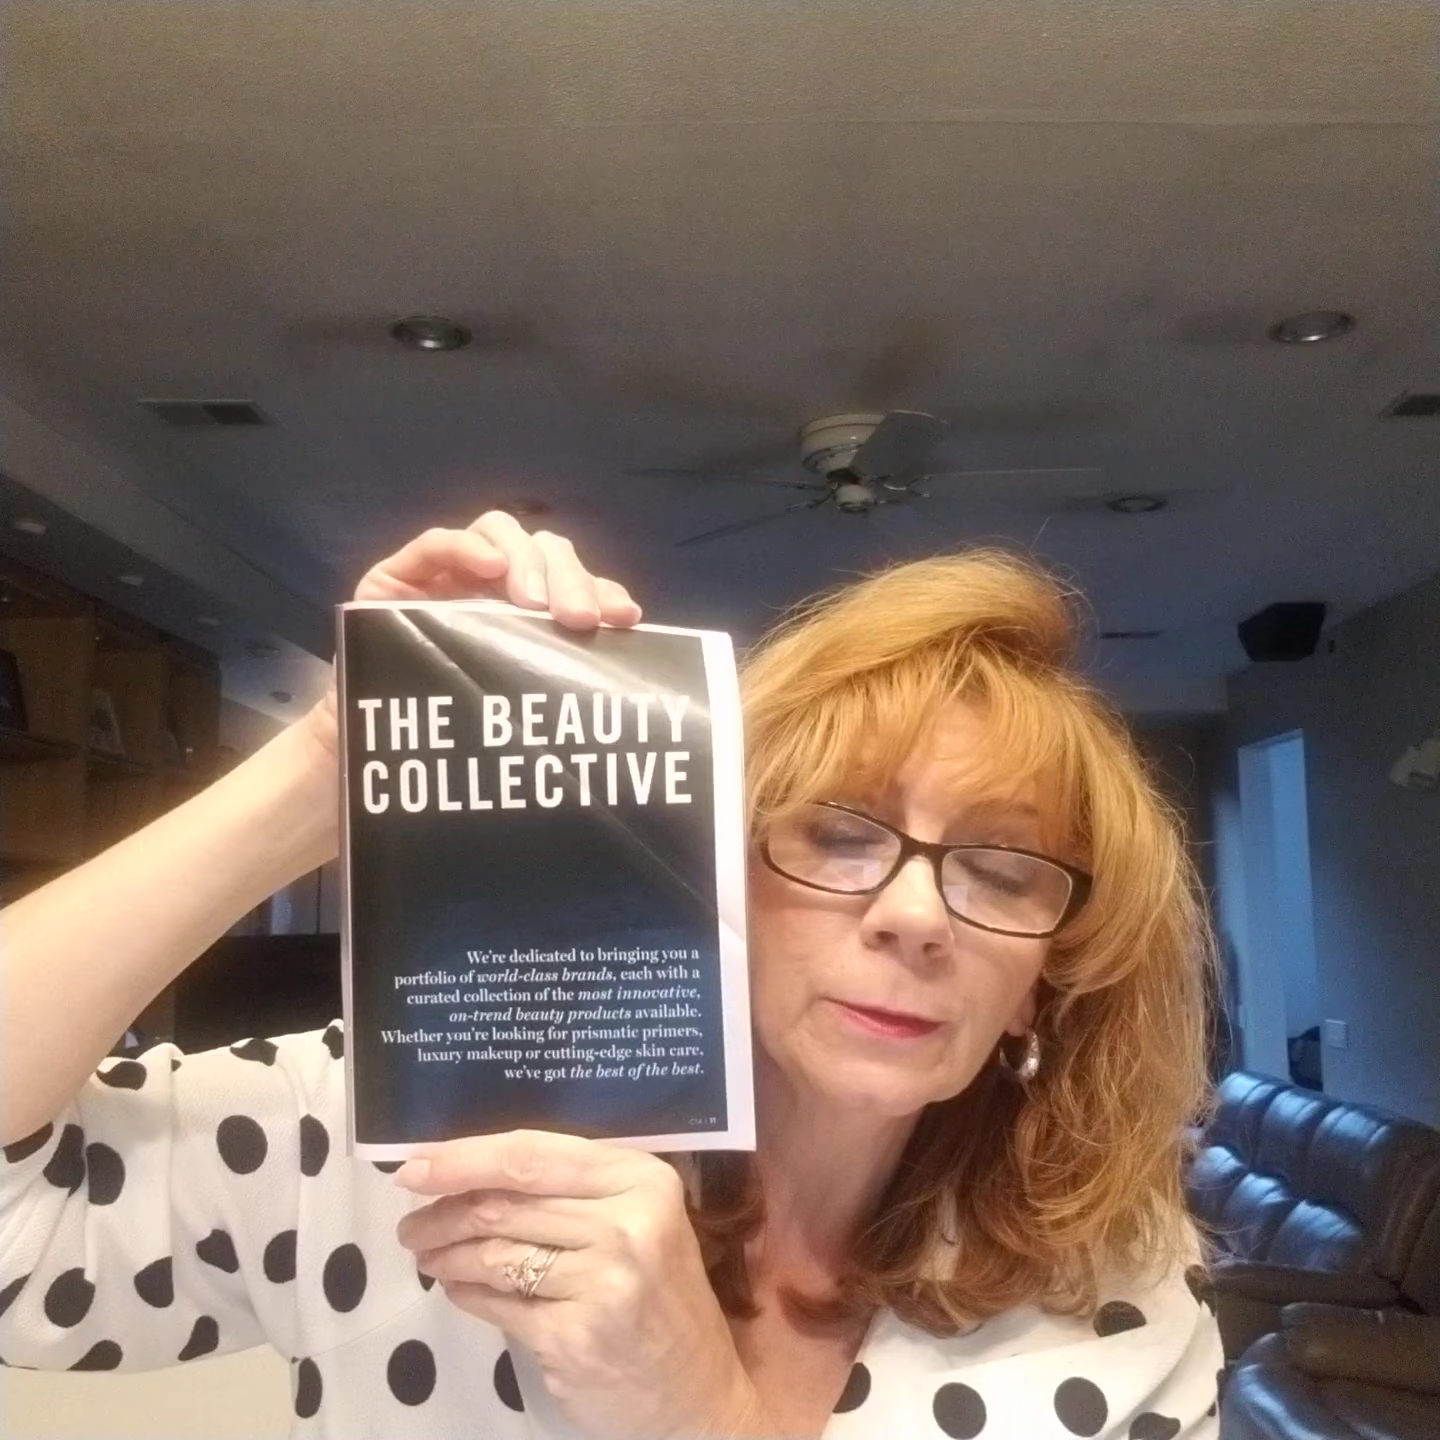 THE BEAUTY
COLLECTIVE
We're dedicated to bringing you a
portfolio of world-class brands, each with a
curated collection of the most innovative,
on-trend beauty products available.
Whether you're looking for prismatic primers,
luxury makeup or cutting-edge skin care,
we've got the best of the best.
11